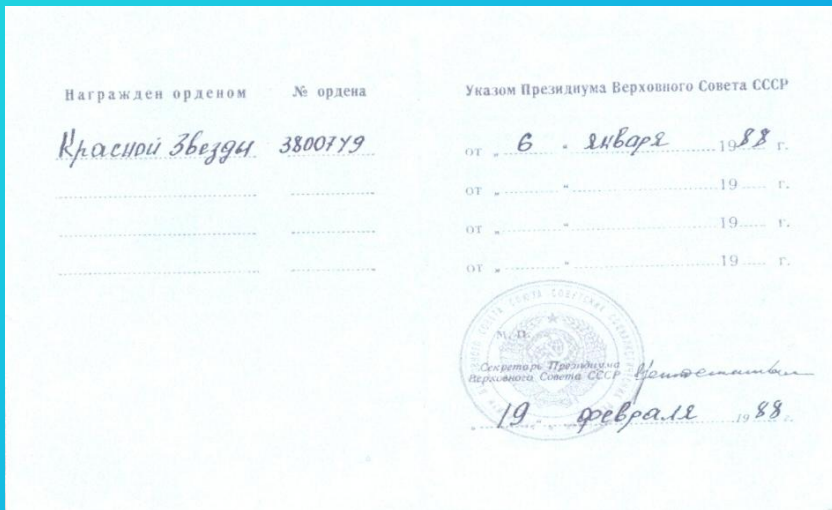 Награжден орденом № ордена
Красной Звезды 3800749
Указом Президиума Верховного Совета СССР
от „ 6 “ января 1988 г.
от „ “ 19 г.
от „ “ 19 г.
от „ “ 19 г.
М. П.
Секретарь Президиума
Верховного Совета СССР
„ 19 “ февраля 1988 г.